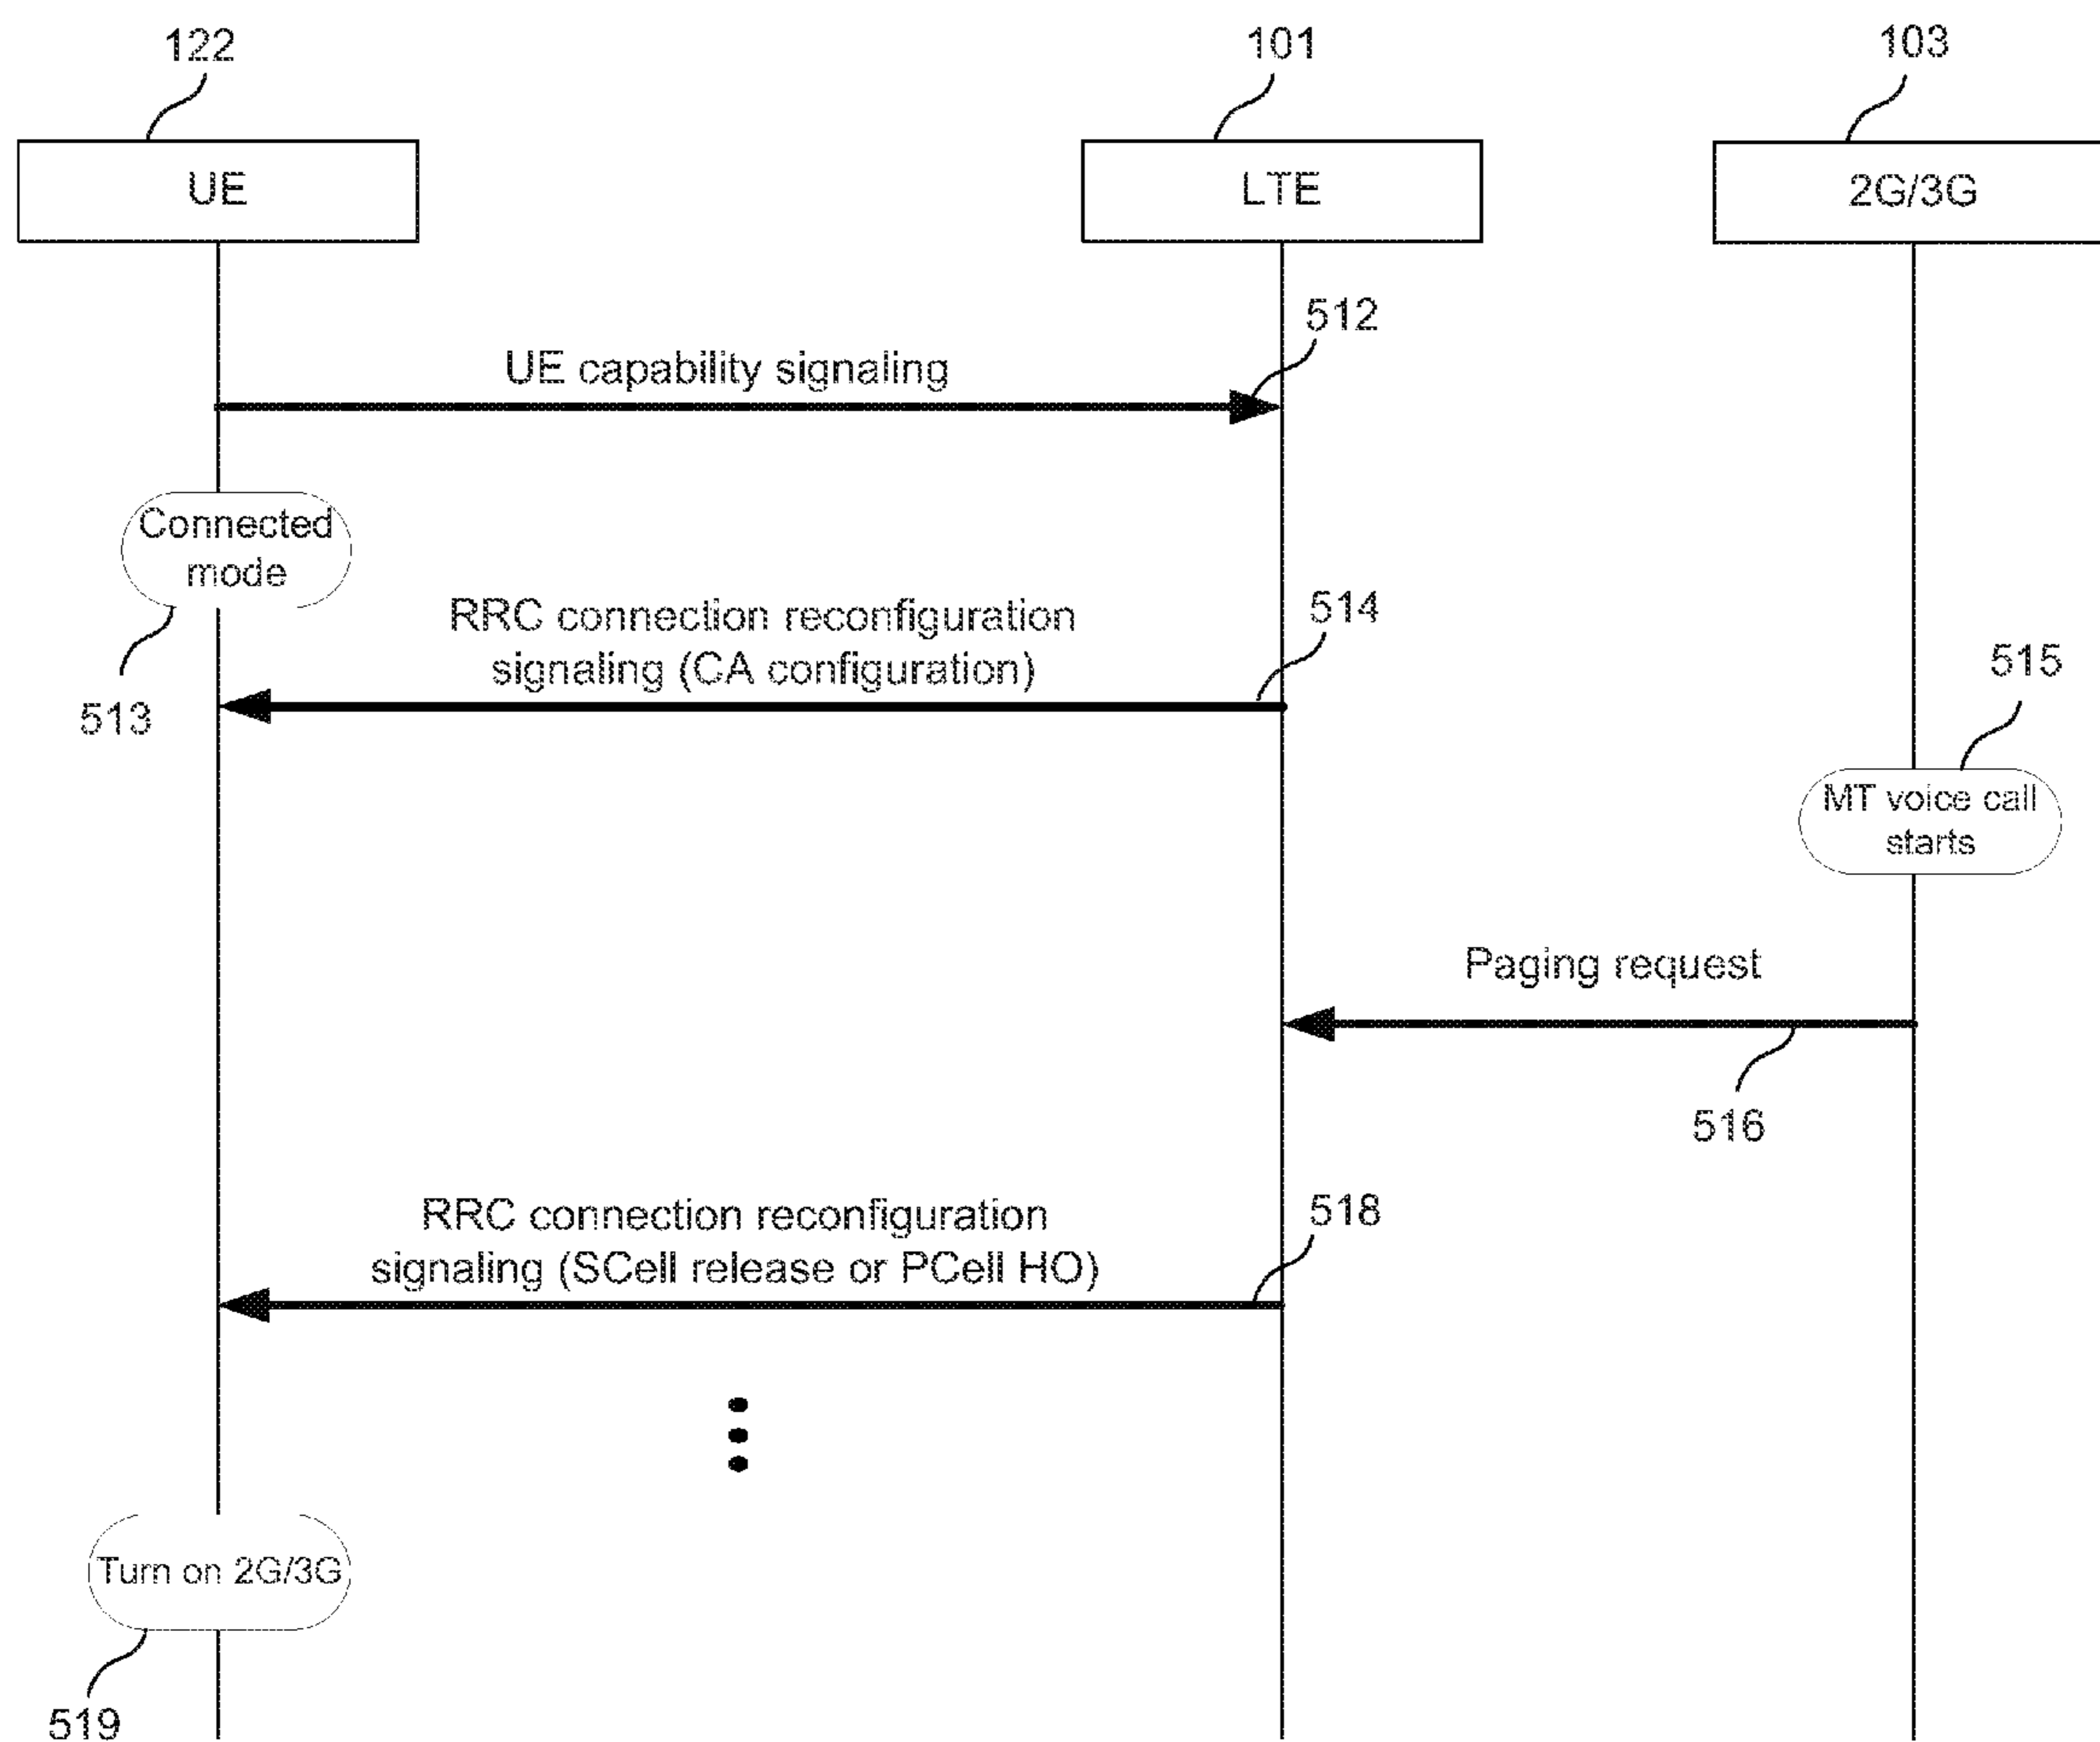 122
101
103
UE
LTE
2G/3G
512
UE capability signaling
Connected
mode
513
514
RRC connection reconfiguration
signaling (CA configuration)
515
MT voice call
starts
Paging request
516
518
RRC connection reconfiguration
signaling (SCell release or PCell HO)
Turn on 2G/3G
519